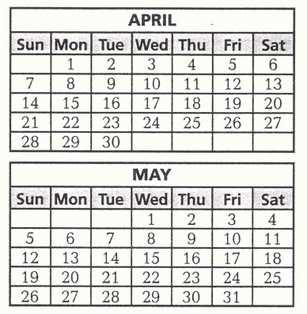 APRIL
Sun Mon Tue Wed Thu Fri Sat
1 2 3 4 5 6
7 8 9 10 11 12 13
14 15 16 17 18 19 20
21 22 23 24 25 26 27
28 29 30
MAY
Sun Mon Tue Wed Thu Fri Sat
1 2 3 4
5 6 7 8 9 10 11
12 13 14 15 16 17 18
19 20 21 22 23 24 25
26 27 28 29 30 31